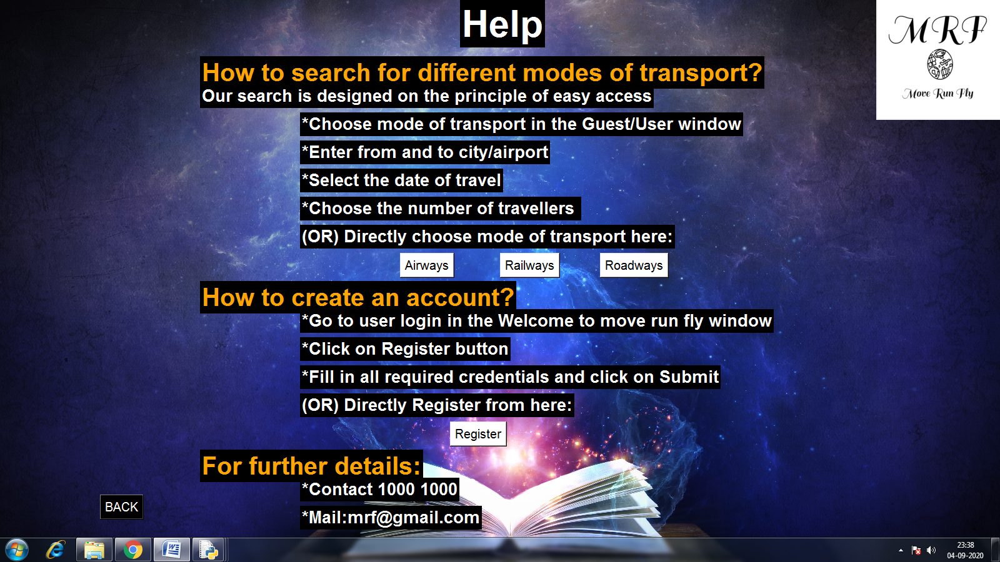 Help
MRF
Move Run Fly
How to search for different modes of transport?
Our search is designed on the principle of easy access
*Choose mode of transport in the Guest/User window
*Enter from and to city/airport
*Select the date of travel
*Choose the number of travellers
(OR) Directly choose mode of transport here:
Airways Railways Roadways
How to create an account?
*Go to user login in the Welcome to move run fly window
*Click on Register button
*Fill in all required credentials and click on Submit
(OR) Directly Register from here:
Register
For further details:
*Contact 1000 1000
BACK
*Mail:mrf@gmail.com
23:38
04-09-2020